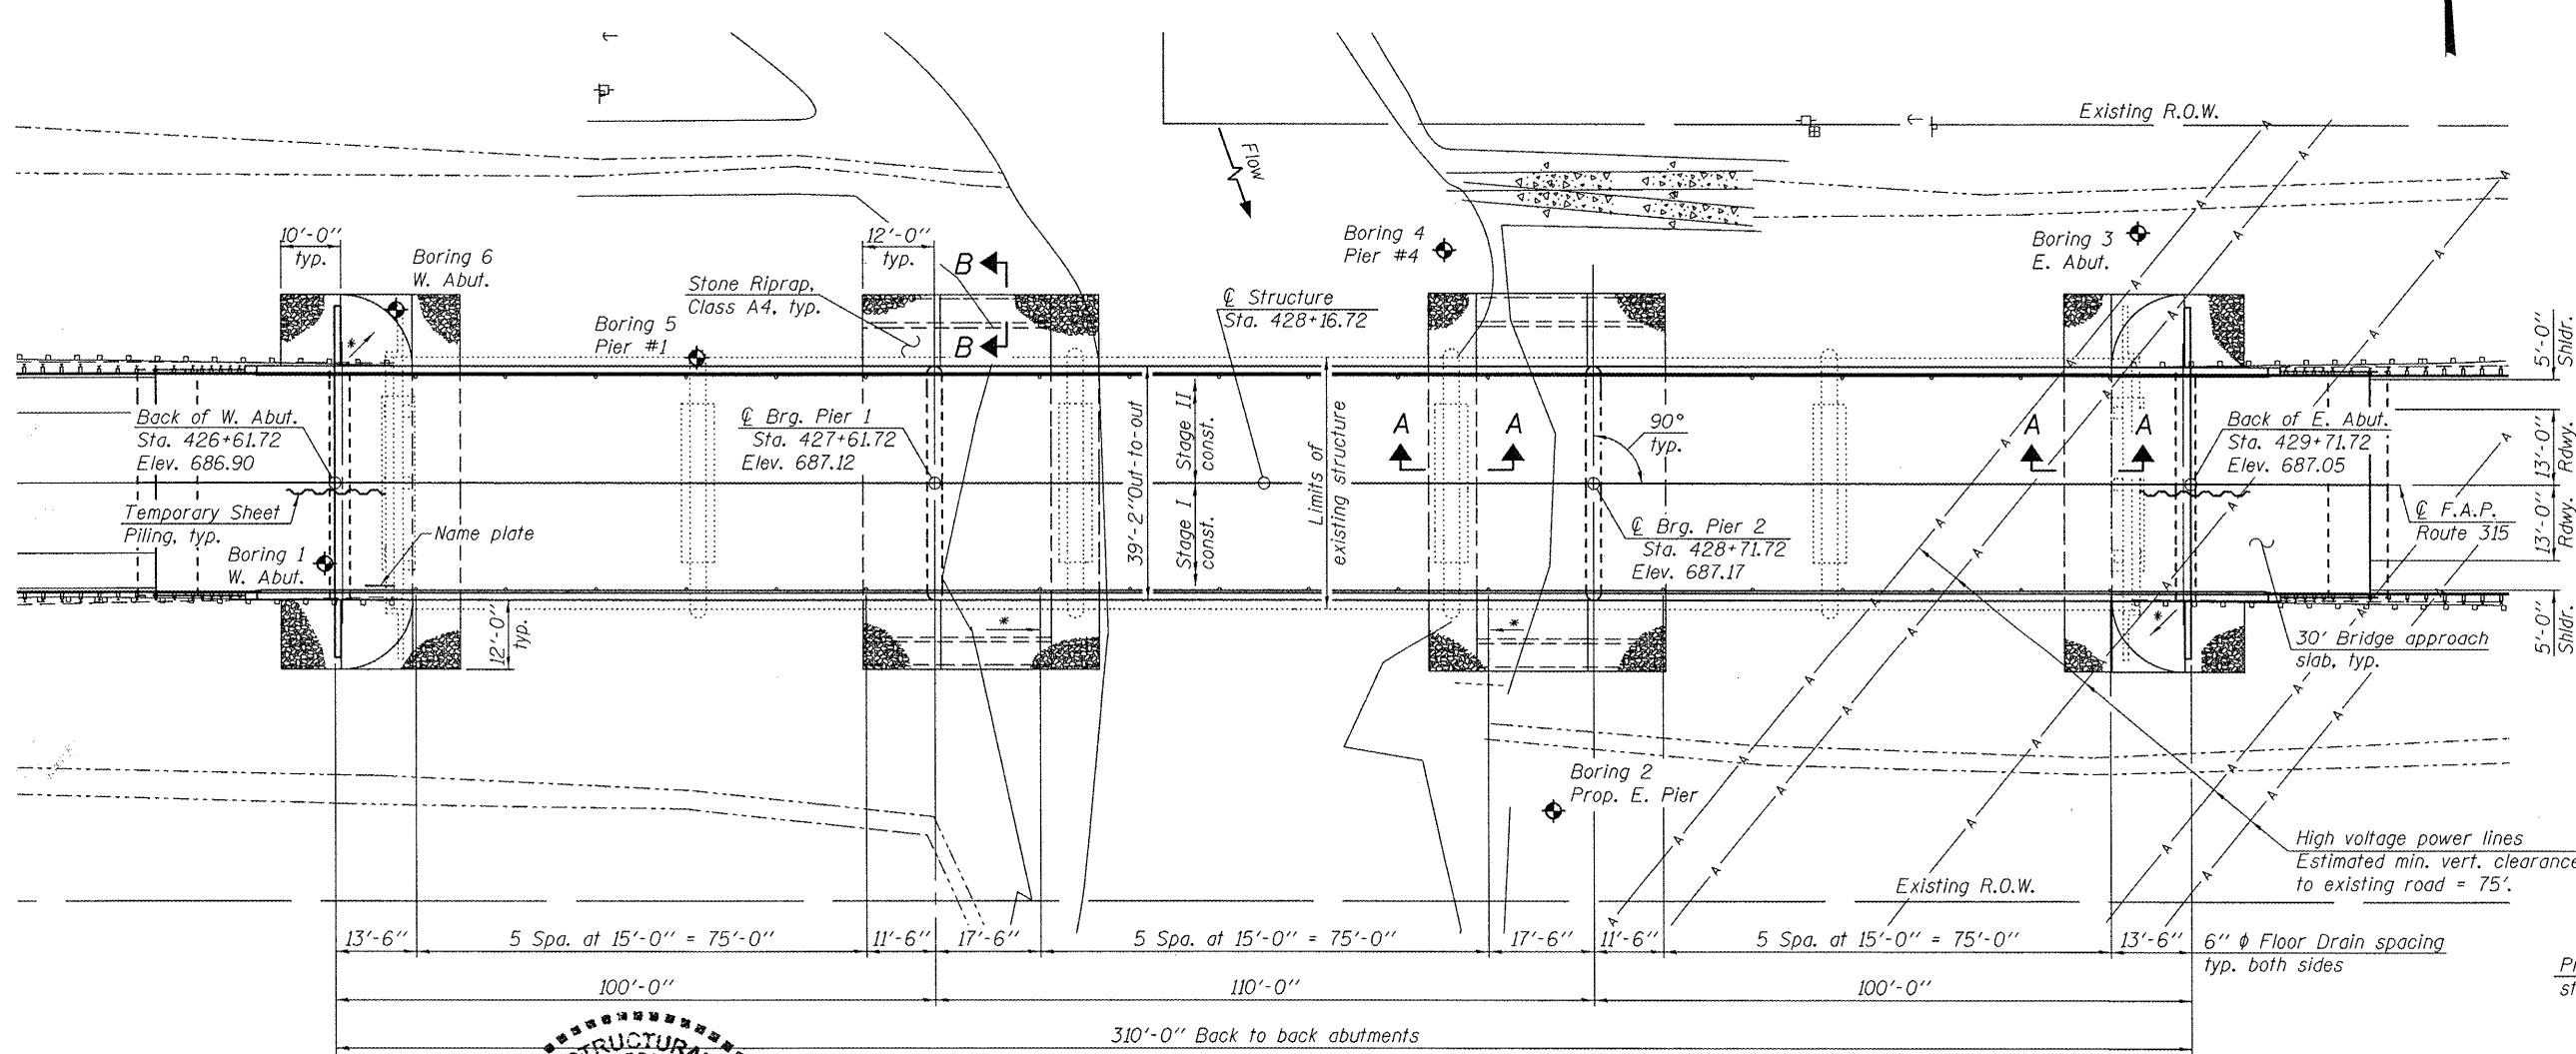 Existing R.O.W.
Flow
10'-0"
typ.
Boring 6
W. Abut.
12'-0"
typ.
B
B
Stone Riprap,
Class A4, typ.
Boring 5
Pier #1
℄ Structure
Sta. 428+16.72
Boring 4
Pier #4
Boring 3
E. Abut.
5'-0"
Shldr.
Back of W. Abut.
Sta. 426+61.72
Elev. 686.90
℄ Brg. Pier 1
Sta. 427+61.72
Elev. 687.12
39'-2" Out-to-out
Stage II
const.
Stage I
const.
Limits of
existing structure
A
A
90°
typ.
A
A
Back of E. Abut.
Sta. 429+71.72
Elev. 687.05
13'-0"
Rdwy.
13'-0"
Rdwy.
Temporary Sheet
Piling, typ.
Name plate
Boring 1
W. Abut.
℄ Brg. Pier 2
Sta. 428+71.72
Elev. 687.17
℄ F.A.P.
Route 315
12'-0"
typ.
30' Bridge approach
slab, typ.
5'-0"
Shldr.
Boring 2
Prop. E. Pier
High voltage power lines
Estimated min. vert. clearance
to existing road = 75'.
Existing R.O.W.
13'-6"
5 Spa. at 15'-0" = 75'-0"
11'-6"
17'-6"
5 Spa. at 15'-0" = 75'-0"
17'-6"
11'-6"
5 Spa. at 15'-0" = 75'-0"
13'-6"
6" ϕ Floor Drain spacing
typ. both sides
100'-0"
110'-0"
100'-0"
310'-0" Back to back abutments
STRUCTURAL